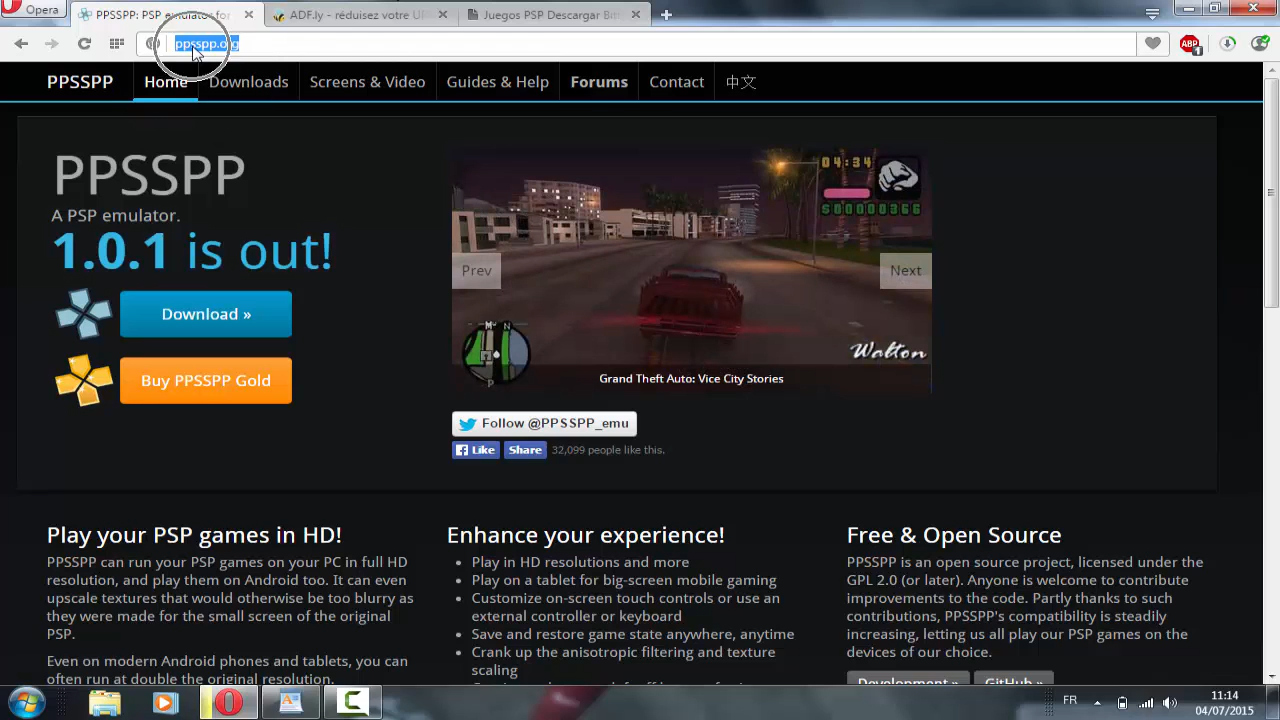 Opera
PPSSPP: PSP emulator for
ADF.ly - réduisez votre UR
Juegos PSP Descargar Bit
ppsspp.org
ABP
1
PPSSPP
Home
Downloads
Screens & Video
Guides & Help
Forums
Contact
中文
PPSSPP
A PSP emulator.
1.0.1 is out!
Download »
Buy PPSSPP Gold
04:34
$00000366
Prev
Next
M
N
P
Walton
Grand Theft Auto: Vice City Stories
Follow @PPSSPP_emu
Like
Share
32,099 people like this.
Play your PSP games in HD!
PPSSPP can run your PSP games on your PC in full HD
resolution, and play them on Android too. It can even
upscale textures that would otherwise be too blurry as
they were made for the small screen of the original
PSP.
Even on modern Android phones and tablets, you can
often run at double the original resolution.
Enhance your experience!
• Play in HD resolutions and more
• Play on a tablet for big-screen mobile gaming
• Customize on-screen touch controls or use an
external controller or keyboard
• Save and restore game state anywhere, anytime
• Crank up the anisotropic filtering and texture
scaling
Free & Open Source
PPSSPP is an open source project, licensed under the
GPL 2.0 (or later). Anyone is welcome to contribute
improvements to the code. Partly thanks to such
contributions, PPSSPP's compatibility is steadily
increasing, letting us all play our PSP games on the
devices of our choice.
Development »
GitHub »
FR
11:14
04/07/2015